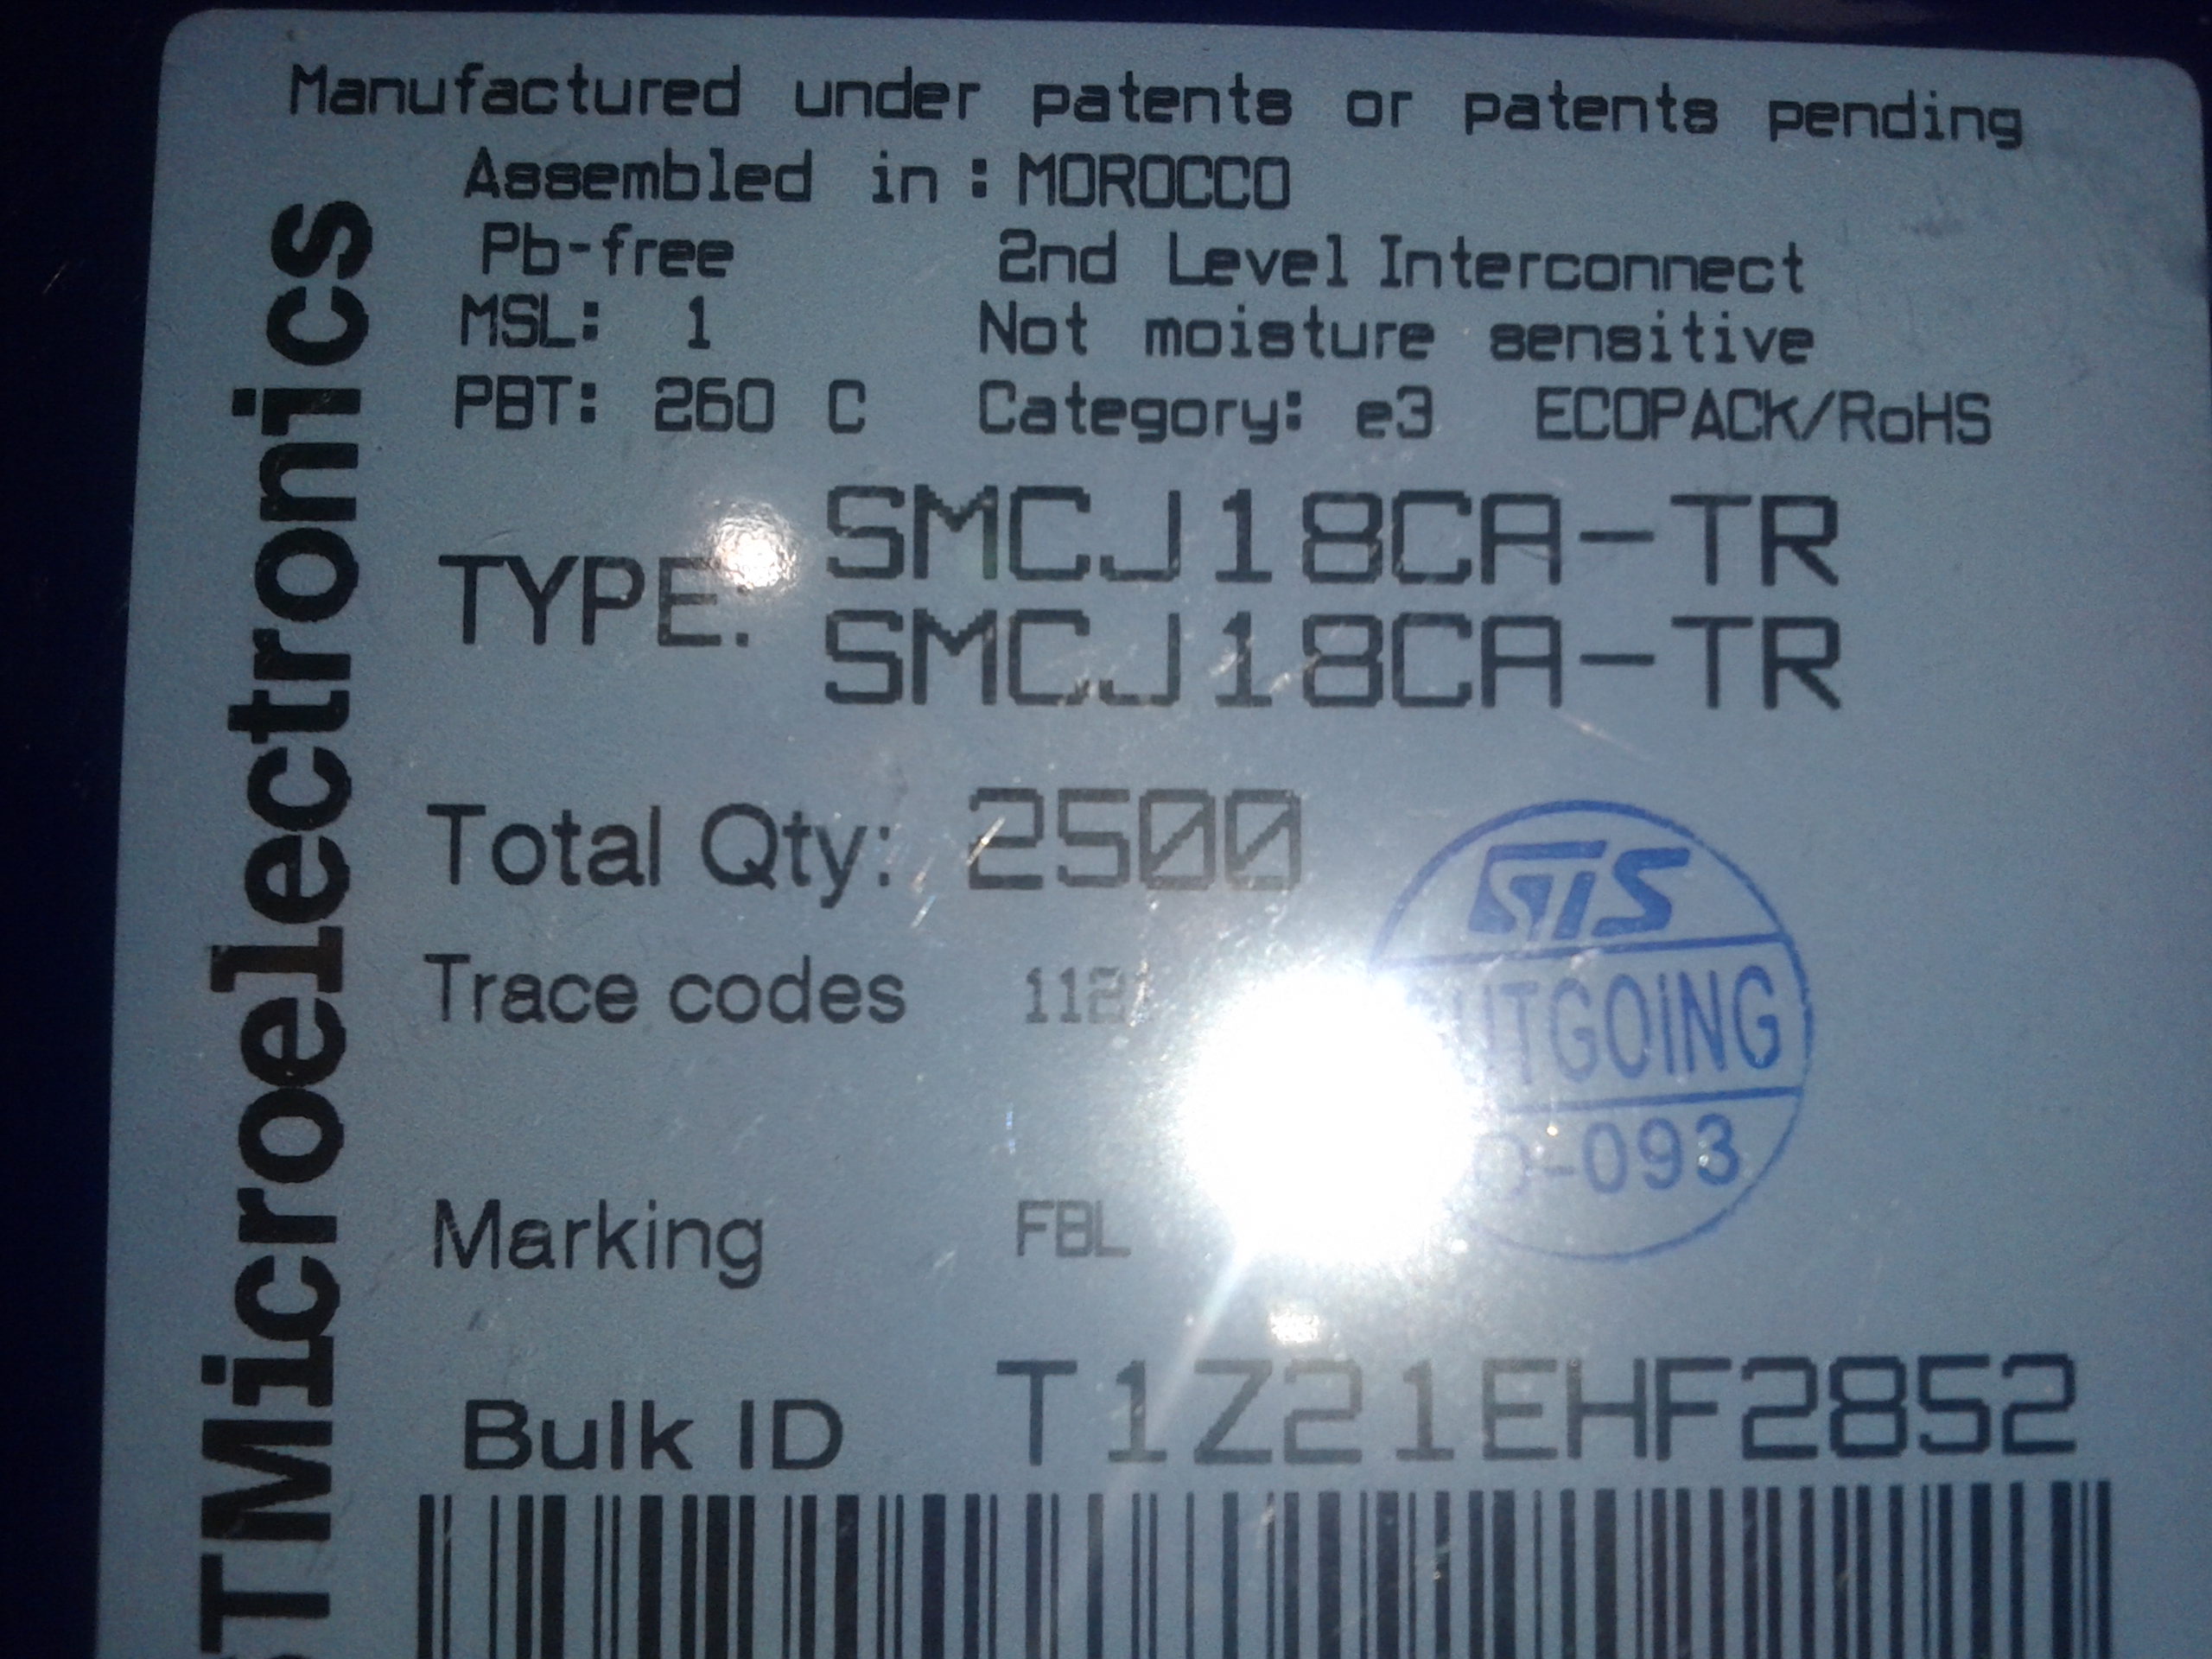 Manufactured under patents or patents pending
Assembled in : MOROCCO
Pb-free 2nd Level Interconnect
MSL: 1 Not moisture sensitive
PBT: 260 C Category: e3 ECOPACK/RoHS
TYPE: SMCJ18CA-TR
SMCJ18CA-TR
Total Qty: 2500
Trace codes
Marking FBL
Bulk ID T1Z21EHF2852
STMicroelectronics
GIS